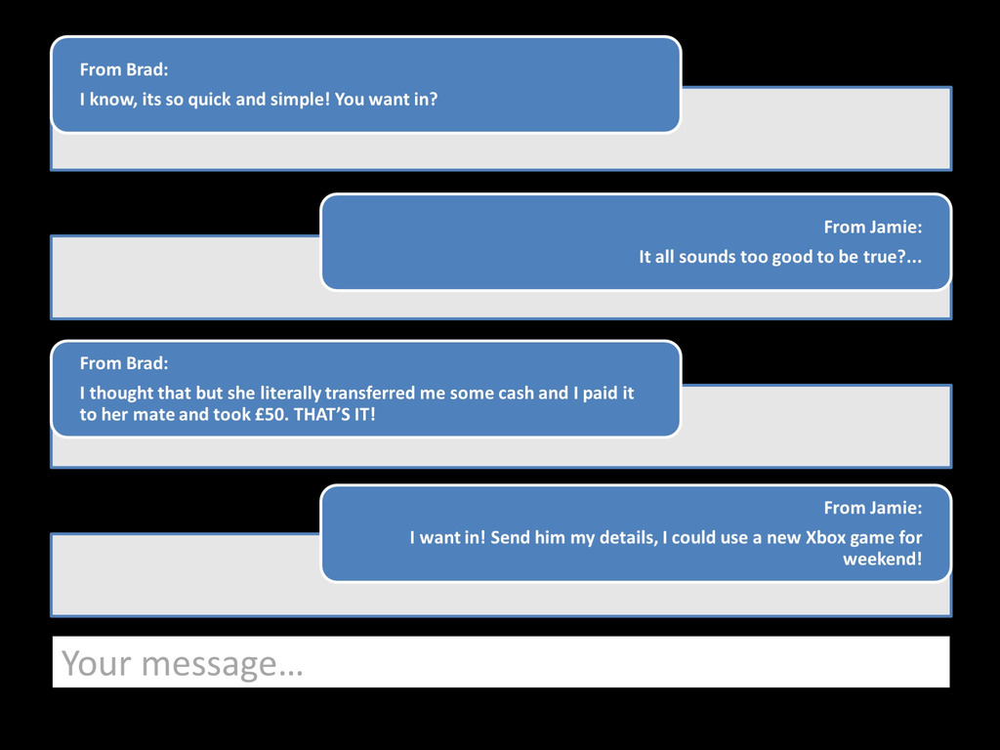 From Brad:
I know, its so quick and simple! You want in?
From Jamie:
It all sounds too good to be true?...
From Brad:
I thought that but she literally transferred me some cash and I paid it
to her mate and took £50. THAT’S IT!
From Jamie:
I want in! Send him my details, I could use a new Xbox game for
weekend!
Your message…